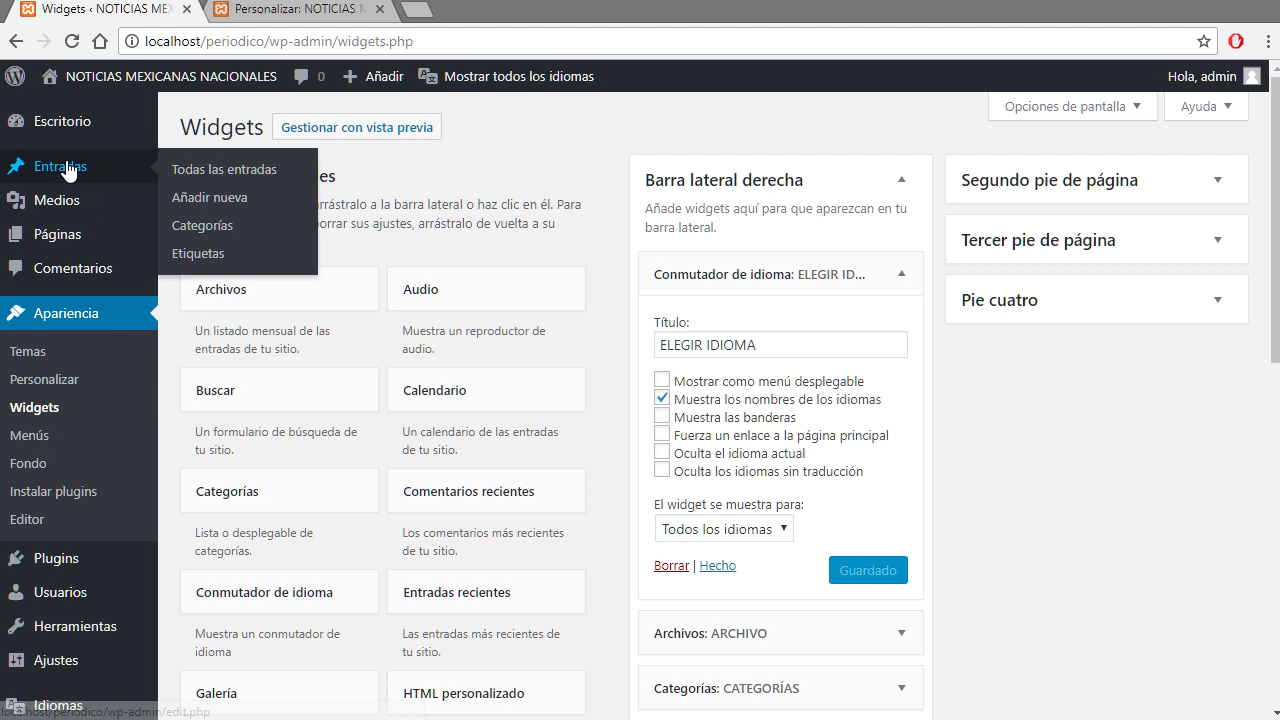 Widgets ‹ NOTICIAS MEX
Personalizar: NOTICIAS M
localhost/periodico/wp-admin/widgets.php
NOTICIAS MEXICANAS NACIONALES
0
Añadir
Mostrar todos los idiomas
Hola, admin
Escritorio
Entradas
Medios
Páginas
Comentarios
Apariencia
Temas
Personalizar
Widgets
Menús
Fondo
Instalar plugins
Editor
Plugins
Usuarios
Herramientas
Ajustes
Idiomas
localhost/periodico/wp-admin/edit.php
Todas las entradas
Añadir nueva
Categorías
Etiquetas
Widgets
Gestionar con vista previa
Opciones de pantalla
Ayuda
es
arrástralo a la barra lateral o haz clic en él. Para
orrar sus ajustes, arrástralo de vuelta a su
Archivos
Un listado mensual de las
entradas de tu sitio.
Audio
Muestra un reproductor de
audio.
Buscar
Un formulario de búsqueda de
tu sitio.
Calendario
Un calendario de las entradas
de tu sitio.
Categorías
Lista o desplegable de
categorías.
Comentarios recientes
Los comentarios más recientes
de tu sitio.
Conmutador de idioma
Muestra un conmutador de
idioma
Entradas recientes
Las entradas más recientes de
tu sitio.
Galería
HTML personalizado
Barra lateral derecha
Añade widgets aquí para que aparezcan en tu
barra lateral.
Conmutador de idioma: ELEGIR ID...
Título:
ELEGIR IDIOMA
Mostrar como menú desplegable
Muestra los nombres de los idiomas
Muestra las banderas
Fuerza un enlace a la página principal
Oculta el idioma actual
Oculta los idiomas sin traducción
El widget se muestra para:
Todos los idiomas
Borrar | Hecho
Guardado
Archivos: ARCHIVO
Categorías: CATEGORÍAS
Segundo pie de página
Tercer pie de página
Pie cuatro